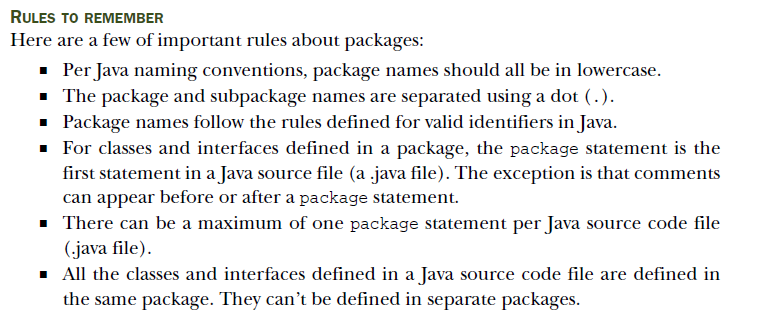 RULES TO REMEMBER
Here are a few of important rules about packages:
■ Per Java naming conventions, package names should all be in lowercase.
■ The package and subpackage names are separated using a dot (.).
■ Package names follow the rules defined for valid identifiers in Java.
■ For classes and interfaces defined in a package, the package statement is the
first statement in a Java source file (a .java file). The exception is that comments
can appear before or after a package statement.
■ There can be a maximum of one package statement per Java source code file
(.java file).
■ All the classes and interfaces defined in a Java source code file are defined in
the same package. They can't be defined in separate packages.